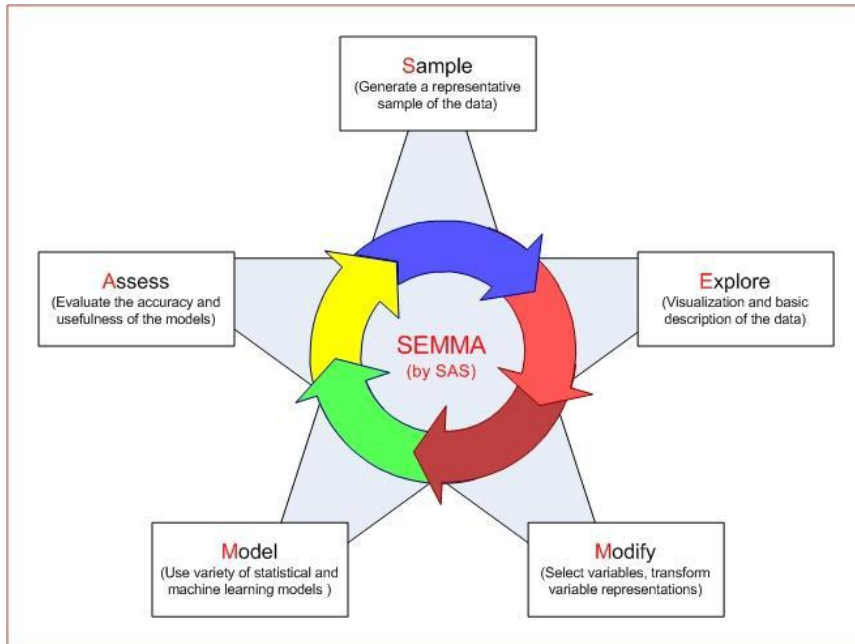 Sample
(Generate a representative
sample of the data)
Assess
(Evaluate the accuracy and
usefulness of the models)
Explore
(Visualization and basic
description of the data)
SEMMA
(by SAS)
Model
(Use variety of statistical and
machine learning models )
Modify
(Select variables, transform
variable representations)